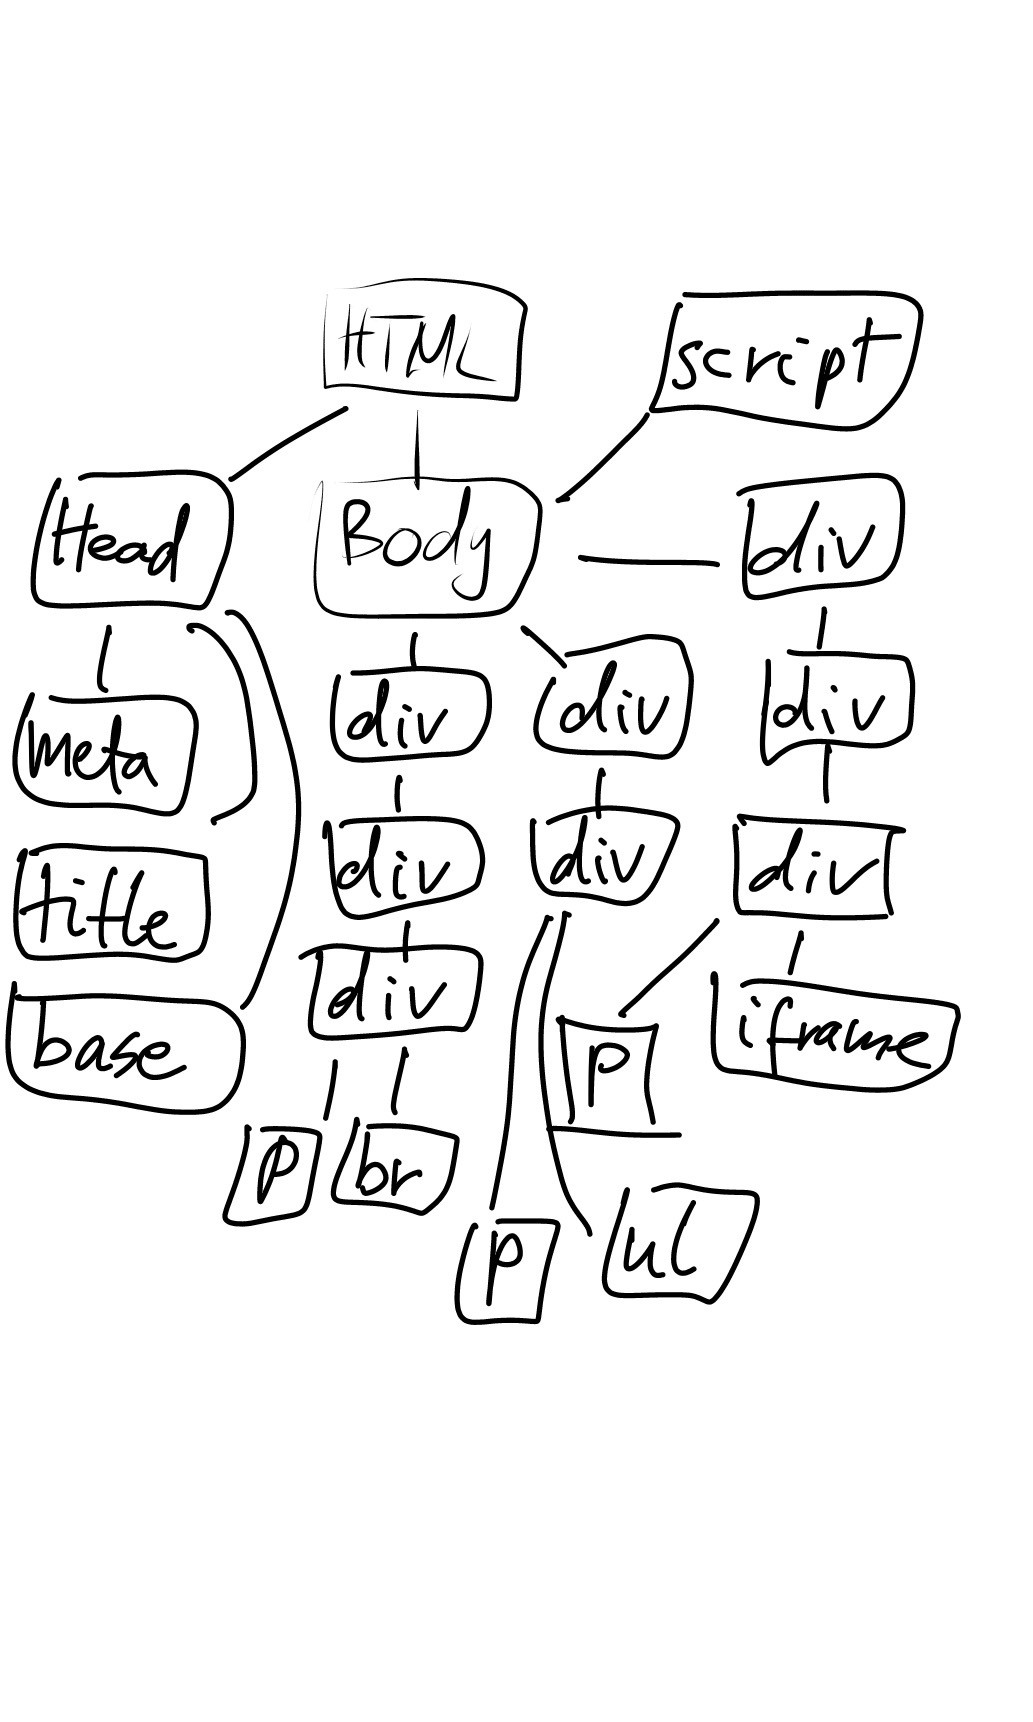 HTML
script
Head
Body
div
meta
div
div
div
title
div
div
div
base
div
p
iframe
p
br
p
ul